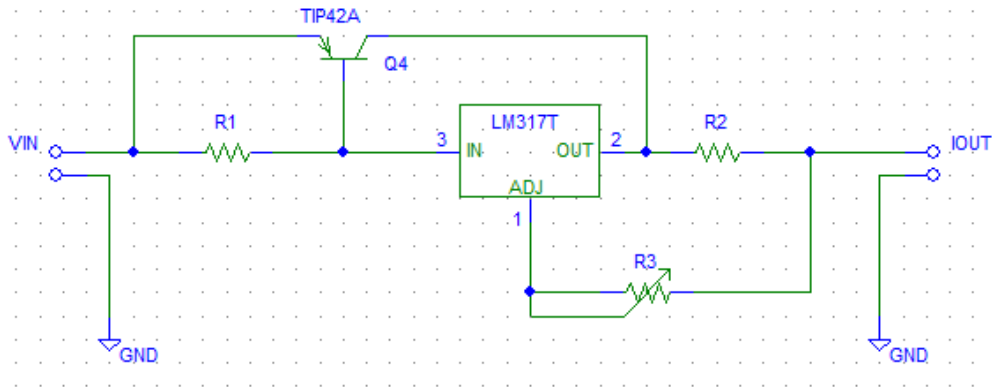 TIP42A
Q4
R1
LM317T
R2
VIN
3
IN
OUT
2
IOUT
ADJ
1
R3
GND
GND